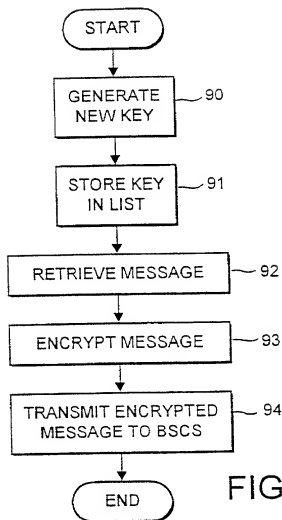 START
GENERATE
NEW KEY
90
STORE KEY
IN LIST
91
RETRIEVE MESSAGE
92
ENCRYPT MESSAGE
93
TRANSMIT ENCRYPTED
MESSAGE TO BSCS
94
END
FIG